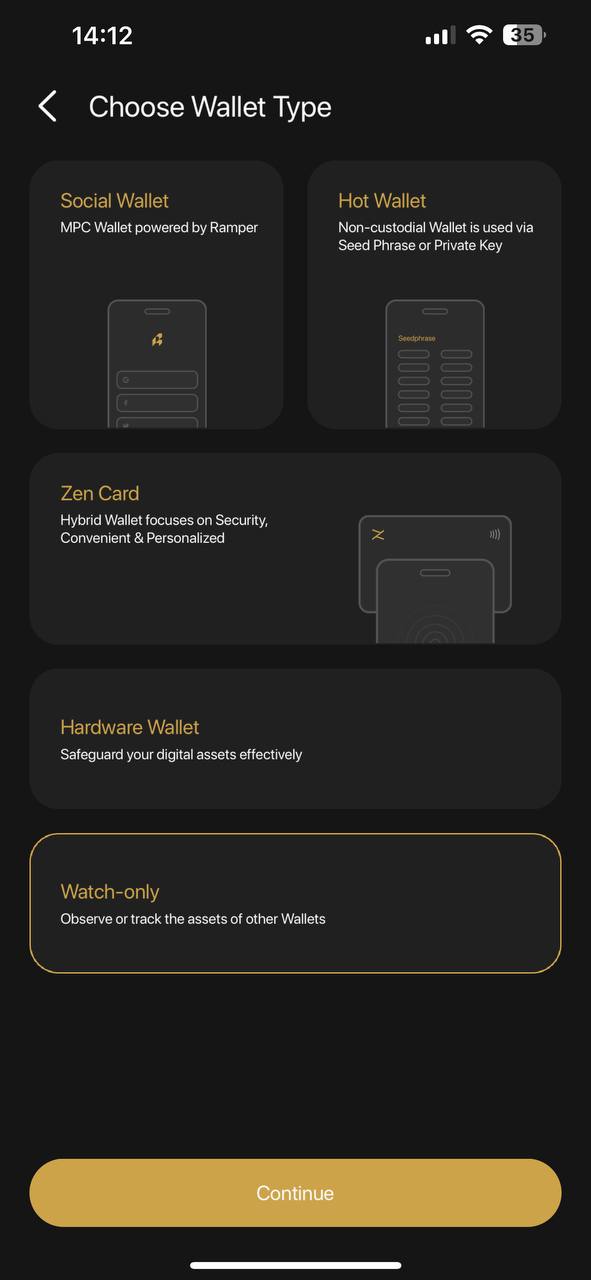 14:12
35
Choose Wallet Type
Social Wallet
MPC Wallet powered by Ramper
Hot Wallet
Non-custodial Wallet is used via
Seed Phrase or Private Key
Seedphrase
Zen Card
Hybrid Wallet focuses on Security,
Convenient & Personalized
Hardware Wallet
Safeguard your digital assets effectively
Watch-only
Observe or track the assets of other Wallets
Continue